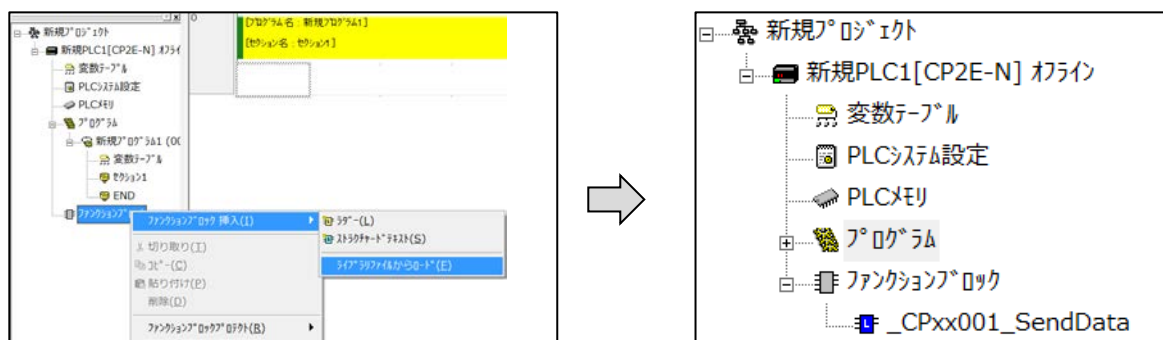 0
[ﾌﾟﾛｸﾞﾗﾑ名 : 新規ﾌﾟﾛｸﾞﾗﾑ1]
[ｾｸｼｮﾝ名 : ｾｸｼｮﾝ1]
新規ﾌﾟﾛｼﾞｪｸﾄ
新規PLC1[CP2E-N] ｵﾌﾗｲ
変数ﾃｰﾌﾞﾙ
PLCｼｽﾃﾑ設定
PLCﾒﾓﾘ
ﾌﾟﾛｸﾞﾗﾑ
新規ﾌﾟﾛｸﾞﾗﾑ1 (00
変数ﾃｰﾌﾞﾙ
ｾｸｼｮﾝ1
END
ﾌｧﾝｸｼｮﾝﾌﾞ
ﾌｧﾝｸｼｮﾝﾌﾞﾛｯｸ 挿入(I)
切り取り(T)
ｺﾋﾟｰ(C)
貼り付け(P)
削除(D)
ﾌｧﾝｸｼｮﾝﾌﾞﾛｯｸﾌﾟﾛﾃｸﾄ(R)
ﾗﾀﾞｰ(L)
ｽﾄﾗｸﾁｬｰﾄﾞﾃｷｽﾄ(S)
ﾗｲﾌﾞﾗﾘﾌｧｲﾙからﾛｰﾄﾞ(F)
新規ﾌﾟﾛｼﾞｪｸﾄ
新規PLC1[CP2E-N] ｵﾌﾗｲﾝ
変数ﾃｰﾌﾞﾙ
PLCｼｽﾃﾑ設定
PLCﾒﾓﾘ
ﾌﾟﾛｸﾞﾗﾑ
ﾌｧﾝｸｼｮﾝﾌﾞﾛｯｸ
_CPxx001_SendData